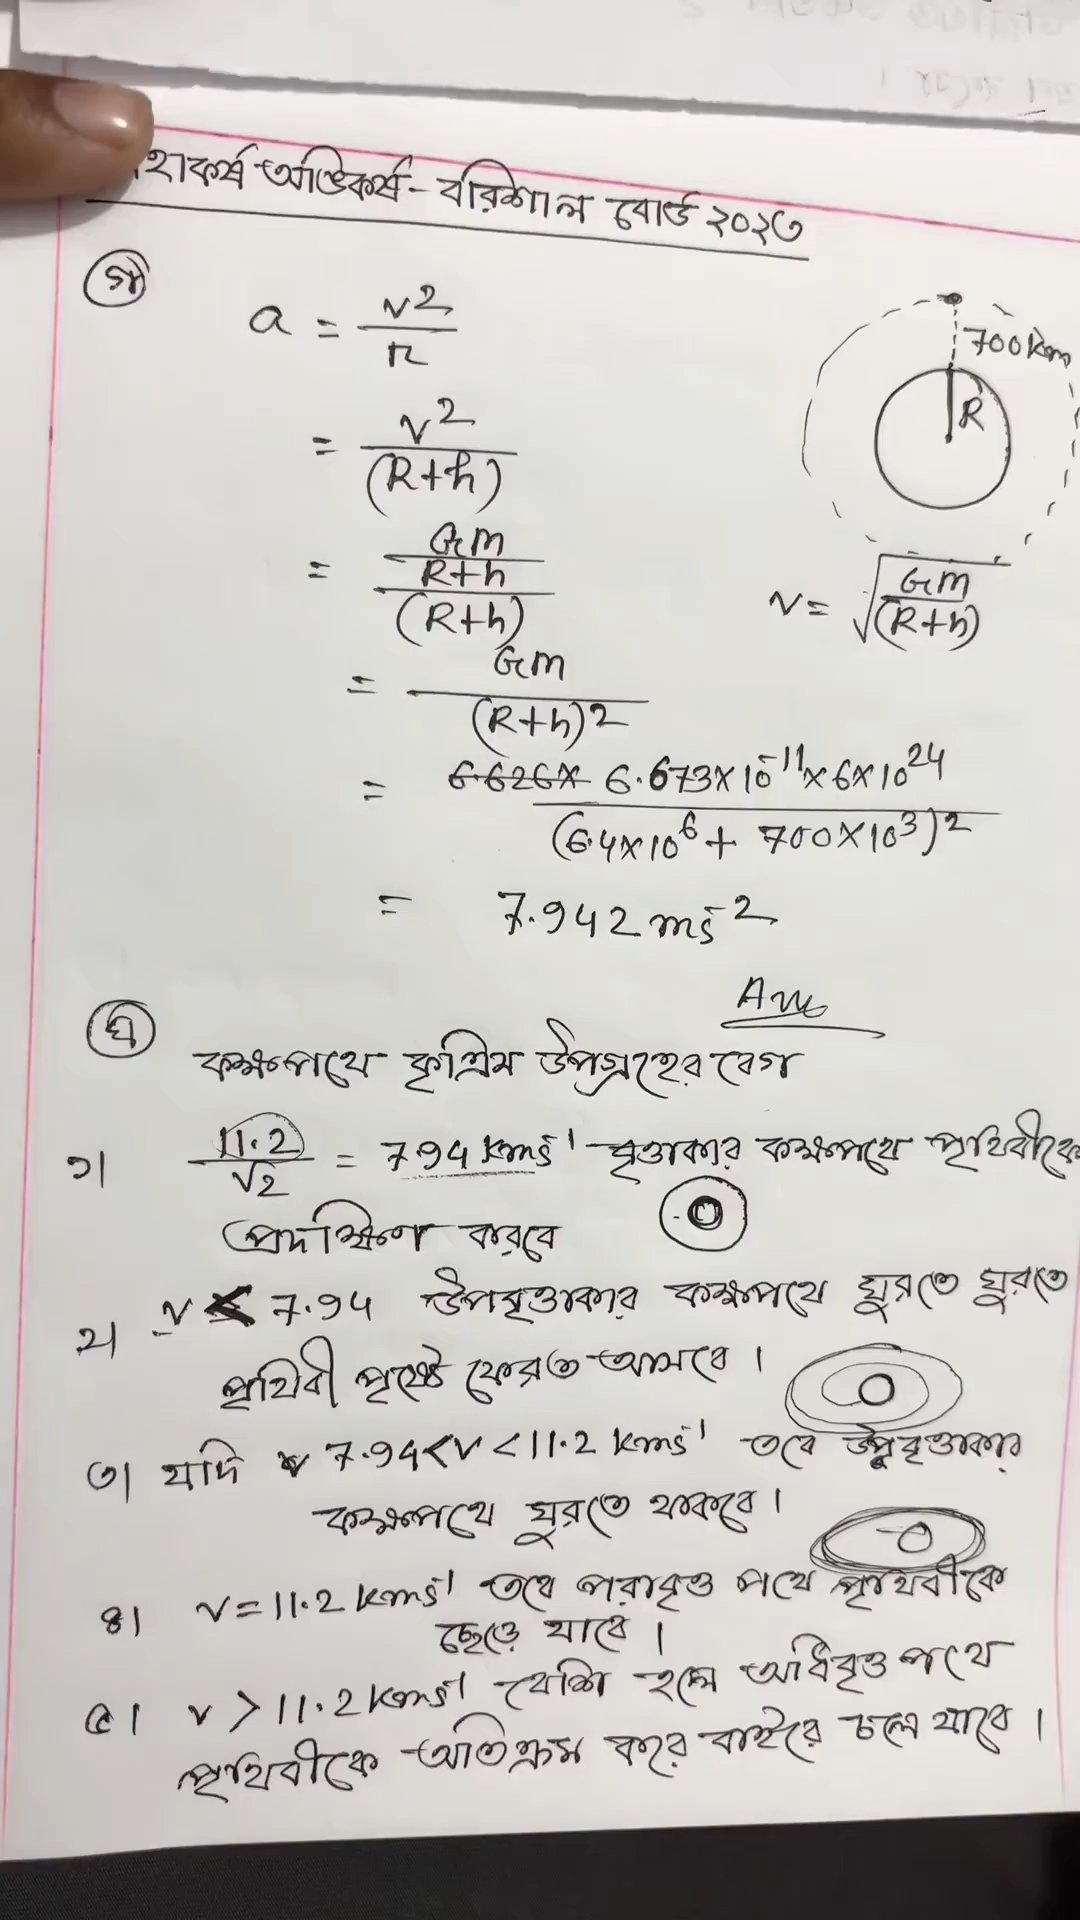 মহাকর্ষ অভিকর্ষ - বরিশাল বোর্ড ২০২৩
গ
a = v²/r
700km
R
= v²/(R+h)
= (GM/(R+h))/(R+h)
v = √(GM/(R+h))
= GM/(R+h)²
= 6.626× 6.673×10⁻¹¹×6×10²⁴/(6.4×10⁶ + 700×10³)²
= 7.942 ms⁻²
Ans
ঘ
কক্ষপথে কৃত্রিম উপগ্রহের বেগ
১। 11.2/√2 = 7.94 kms⁻¹ বৃত্তাকার কক্ষপথে পৃথিবীকে
প্রদক্ষিণ করবে
২। v < 7.94 উপবৃত্তাকার কক্ষপথে ঘুরতে ঘুরতে
পৃথিবী পৃষ্ঠে ফেরত আসবে।
৩। যদি 7.94<v<11.2 kms⁻¹ তবে উপবৃত্তাকার
কক্ষপথে ঘুরতে থাকবে।
৪। v=11.2 kms⁻¹ তবে পরাবৃত্ত পথে পৃথিবীকে
ছেড়ে যাবে।
৫। v > 11.2 kms⁻¹ বেশি হলে অধিবৃত্ত পথে
পৃথিবীকে অতিক্রম করে বাইরে চলে যাবে।